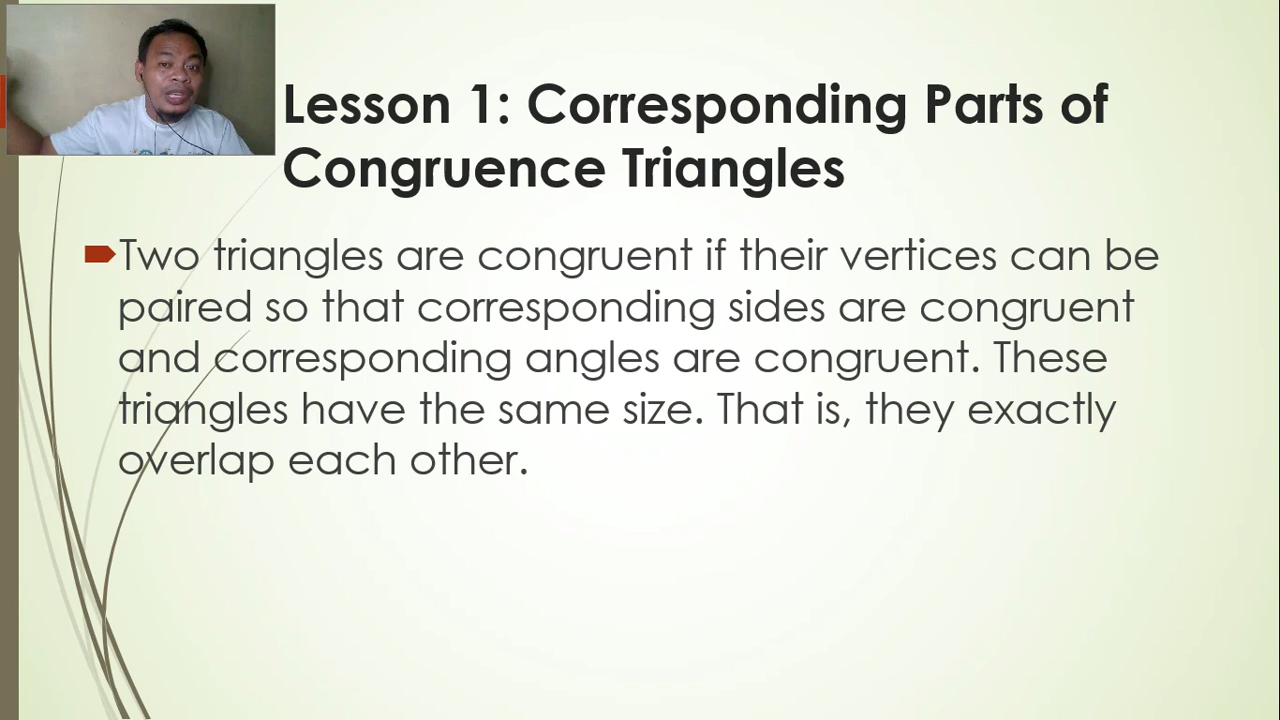 Lesson 1: Corresponding Parts of
Congruence Triangles
Two triangles are congruent if their vertices can be
paired so that corresponding sides are congruent
and corresponding angles are congruent. These
triangles have the same size. That is, they exactly
overlap each other.